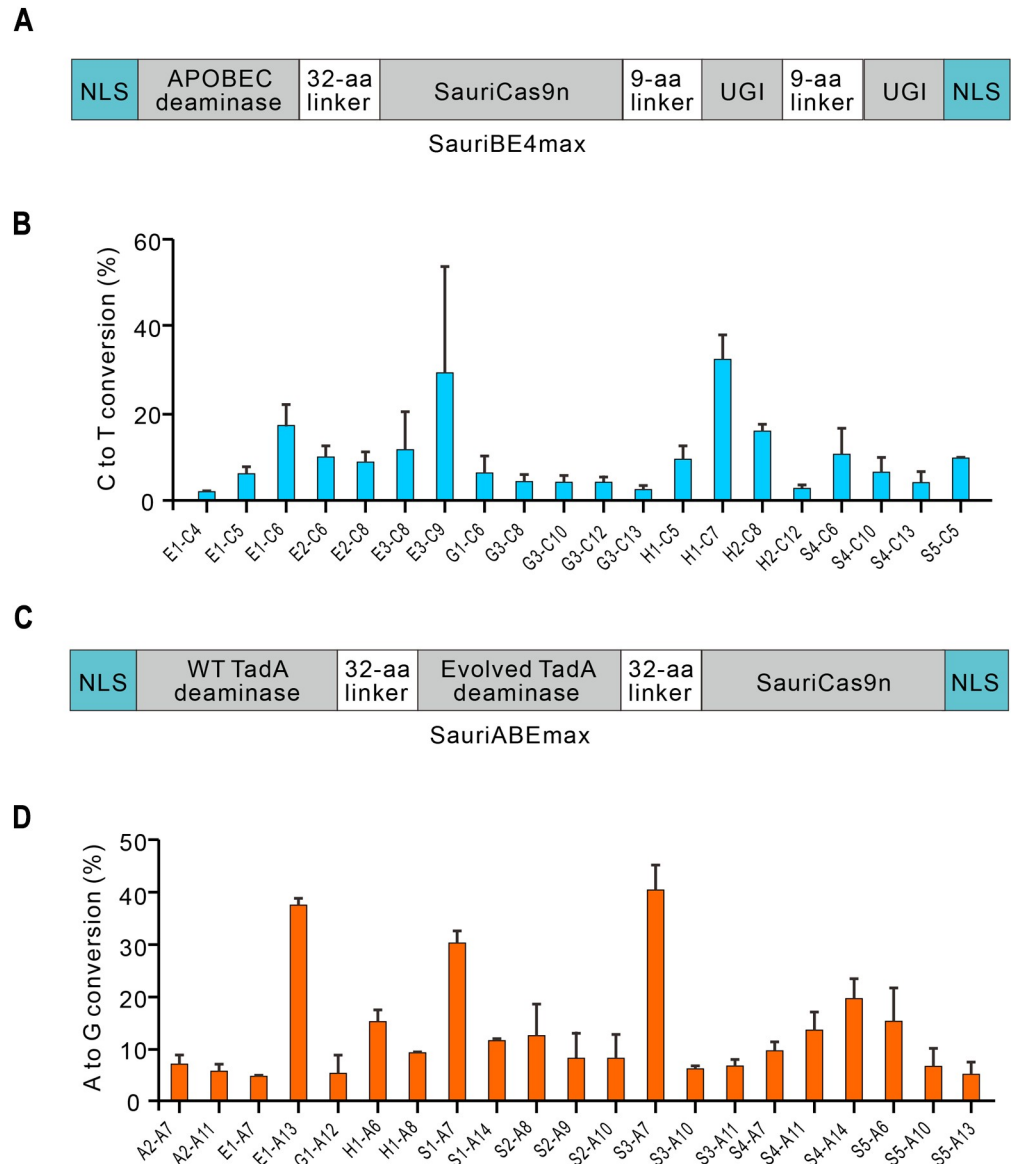 A
NLS
APOBEC
deaminase
32-aa
linker
SauriCas9n
9-aa
linker
UGI
9-aa
linker
UGI
NLS
SauriBE4max
B
C to T conversion (%)
60
40
20
0
E1-C4
E1-C5
E1-C6
E2-C6
E2-C8
E3-C8
E3-C9
G1-C6
G3-C8
G3-C10
G3-C12
G3-C13
H1-C5
H1-C7
H2-C8
H2-C12
S4-C6
S4-C10
S4-C13
S5-C5
C
NLS
WT TadA
deaminase
32-aa
linker
Evolved TadA
deaminase
32-aa
linker
SauriCas9n
NLS
SauriABEmax
D
A to G conversion (%)
50
40
30
20
10
0
A2-A7
A2-A11
E1-A7
E1-A13
G1-A12
H1-A6
H1-A8
S1-A7
S1-A14
S2-A8
S2-A9
S2-A10
S3-A7
S3-A10
S3-A11
S4-A7
S4-A11
S4-A14
S5-A6
S5-A10
S5-A13